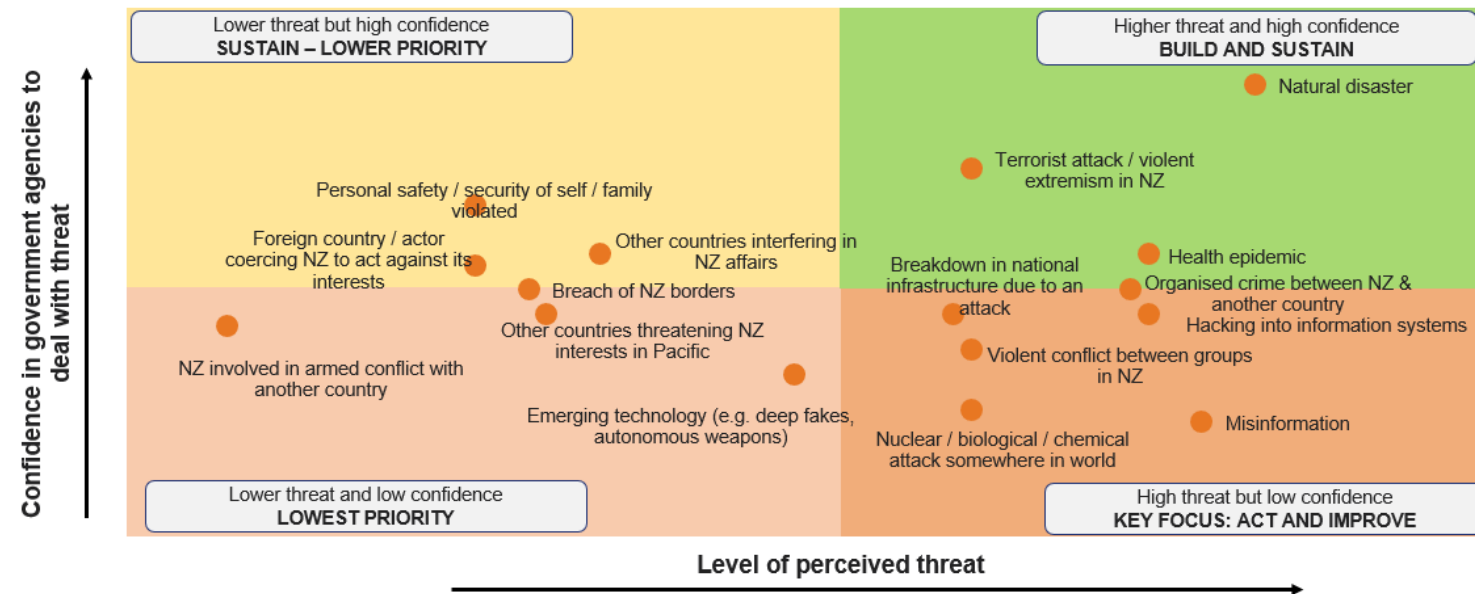 Lower threat but high confidence
SUSTAIN – LOWER PRIORITY
Higher threat and high confidence
BUILD AND SUSTAIN
Natural disaster
Terrorist attack / violent
extremism in NZ
Personal safety / security of self / family
violated
Foreign country / actor
coercing NZ to act against its
interests
Other countries interfering in
NZ affairs
Breach of NZ borders
Other countries threatening NZ
interests in Pacific
Health epidemic
Breakdown in national
infrastructure due to an
attack
Organised crime between NZ &
another country
Hacking into information systems
Violent conflict between groups
in NZ
NZ involved in armed conflict with
another country
Emerging technology (e.g. deep fakes,
autonomous weapons)
Nuclear / biological / chemical
attack somewhere in world
Misinformation
Lower threat and low confidence
LOWEST PRIORITY
High threat but low confidence
KEY FOCUS: ACT AND IMPROVE
Confidence in government agencies to
deal with threat
Level of perceived threat